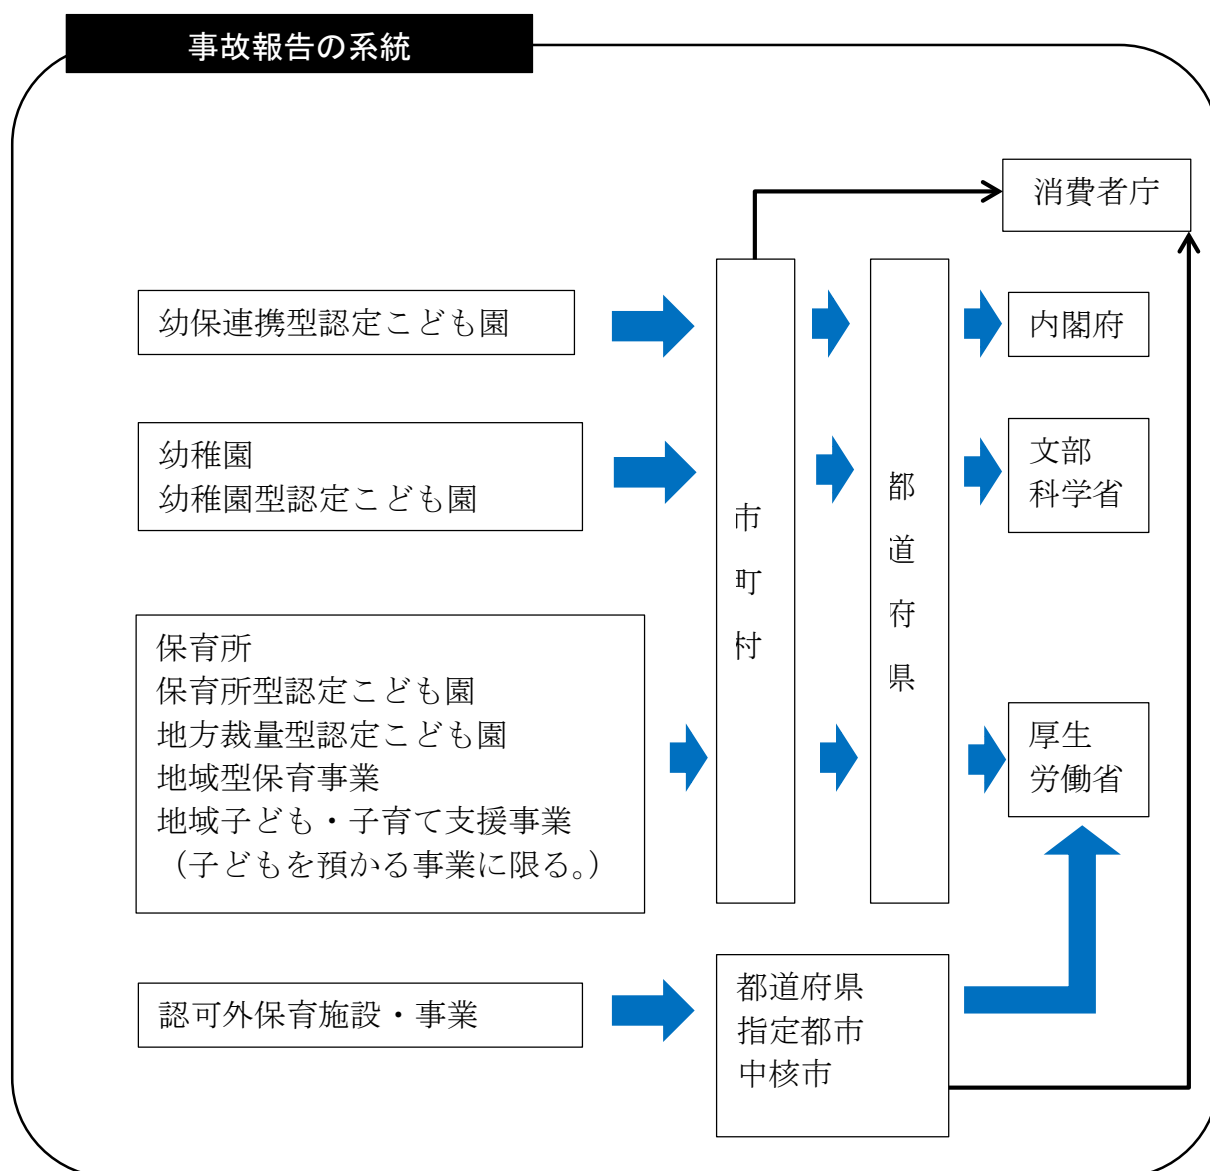 事故報告の系統
消費者庁
幼保連携型認定こども園
内閣府
幼稚園
幼稚園型認定こども園
市町村
都道府県
文部
科学省
保育所
保育所型認定こども園
地方裁量型認定こども園
地域型保育事業
地域子ども・子育て支援事業
（子どもを預かる事業に限る。）
厚生
労働省
認可外保育施設・事業
都道府県
指定都市
中核市